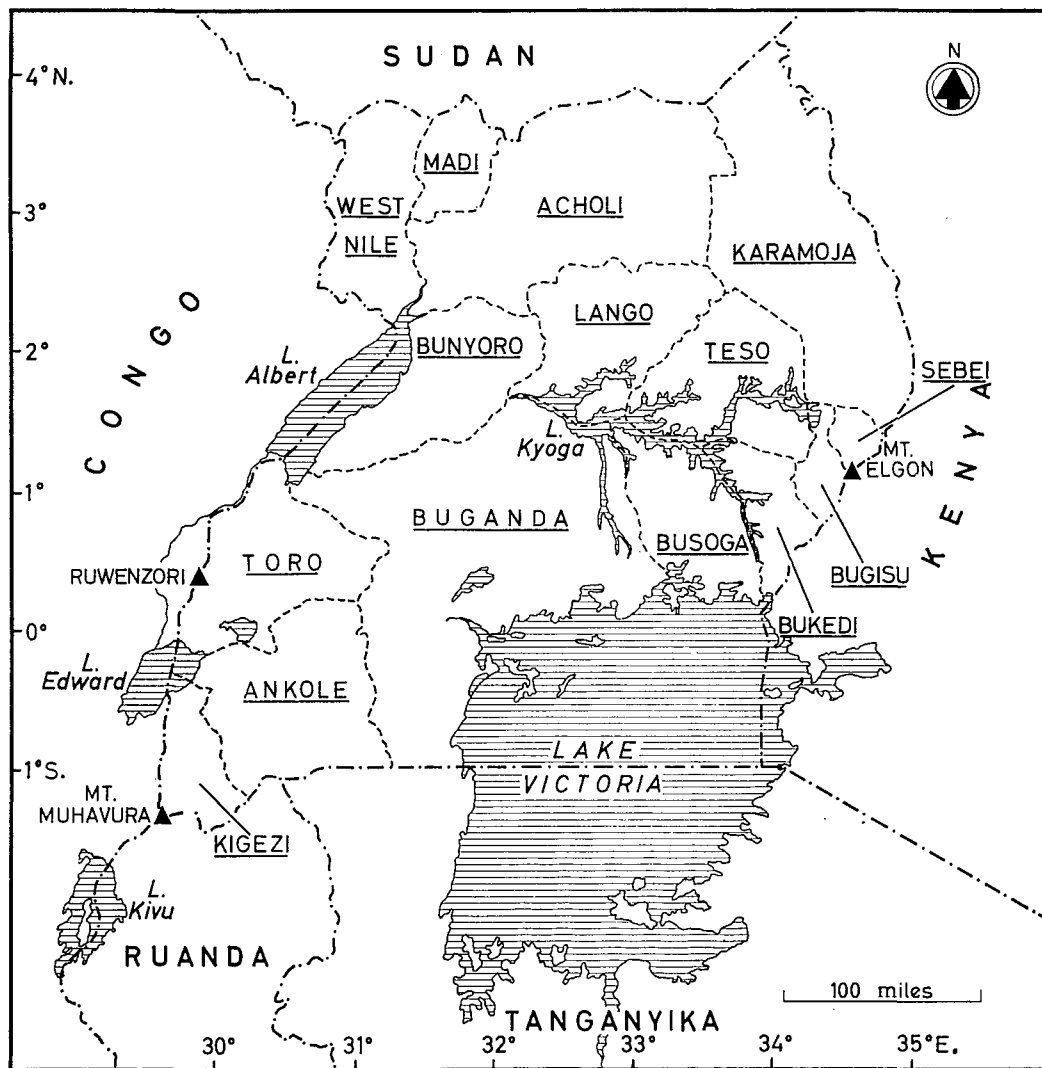 SUDAN
N
4° N.
MADI
WEST
NILE
ACHOLI
3°
KARAMOJA
CONGO
LANGO
2°
BUNYORO
TESO
L.
Albert
SEBEI
L.
Kyoga
MT.
ELGON
KENYA
1°
BUGANDA
BUSOGA
TORO
RUWENZORI
BUGISU
BUKEDI
0°
L.
Edward
ANKOLE
LAKE
VICTORIA
1° S.
MT.
MUHAVURA
KIGEZI
L.
Kivu
RUANDA
100 miles
TANGANYIKA
30° 31° 32° 33° 34° 35° E.